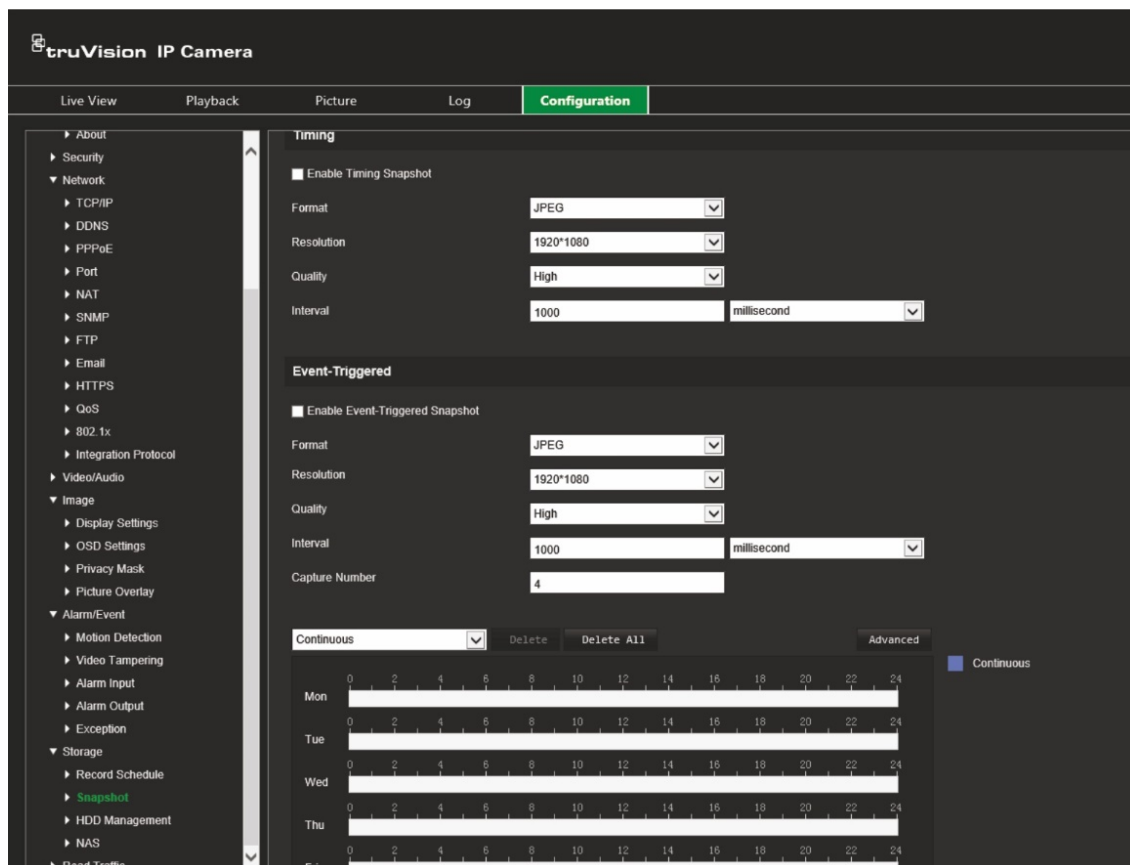 truVision IP Camera
Live View Playback Picture Log Configuration
About
Security
Network
TCP/IP
DDNS
PPPoE
Port
NAT
SNMP
FTP
Email
HTTPS
QoS
802.1x
Integration Protocol
Video/Audio
Image
Display Settings
OSD Settings
Privacy Mask
Picture Overlay
Alarm/Event
Motion Detection
Video Tampering
Alarm Input
Alarm Output
Exception
Storage
Record Schedule
Snapshot
HDD Management
NAS
Road Traffic
Timing
Enable Timing Snapshot
Format JPEG
Resolution 1920*1080
Quality High
Interval 1000 millisecond
Event-Triggered
Enable Event-Triggered Snapshot
Format JPEG
Resolution 1920*1080
Quality High
Interval 1000 millisecond
Capture Number 4
Continuous Delete Delete All Advanced
Continuous
0 2 4 6 8 10 12 14 16 18 20 22 24
Mon
0 2 4 6 8 10 12 14 16 18 20 22 24
Tue
0 2 4 6 8 10 12 14 16 18 20 22 24
Wed
0 2 4 6 8 10 12 14 16 18 20 22 24
Thu
0 2 4 6 8 10 12 14 16 18 20 22 24